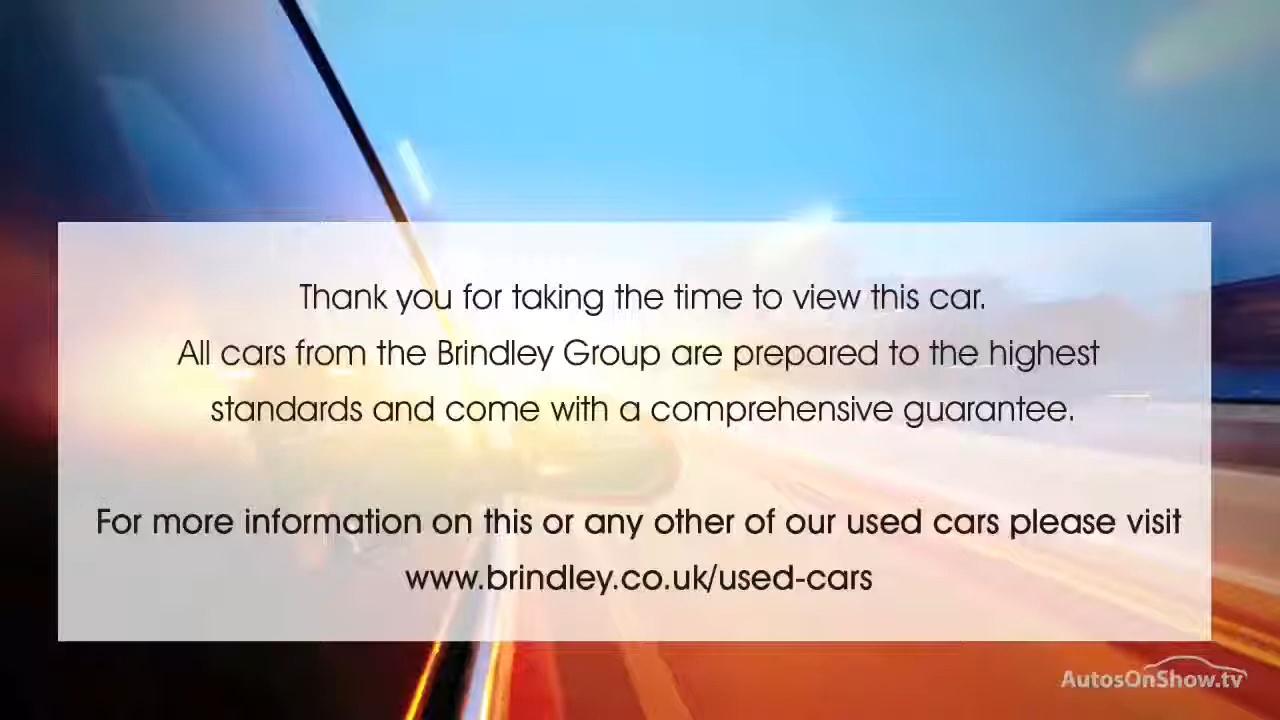 Thank you for taking the time to view this car.
All cars from the Brindley Group are prepared to the highest
standards and come with a comprehensive guarantee.
For more information on this or any other of our used cars please visit
www.brindley.co.uk/used-cars
AutosOnShow.tv